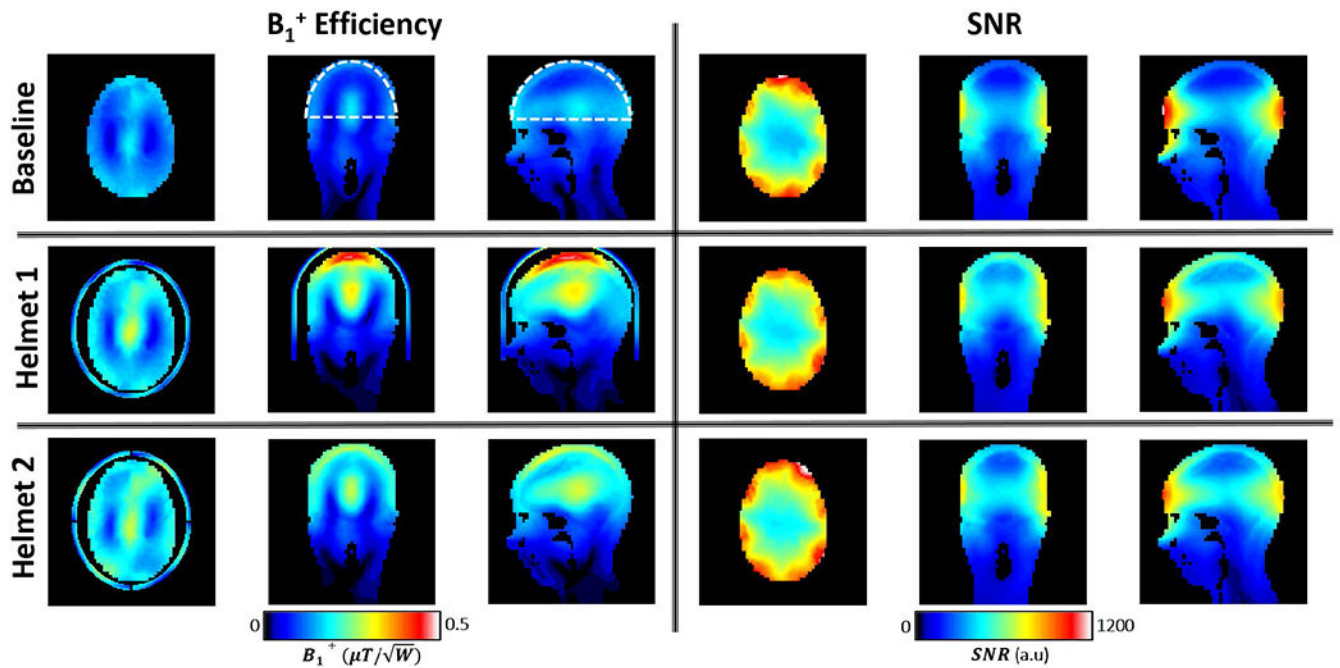 B₁⁺ Efficiency
SNR
Baseline
Helmet 1
Helmet 2
0 0.5
B₁⁺ (μT/√W)
0 1200
SNR (a.u)